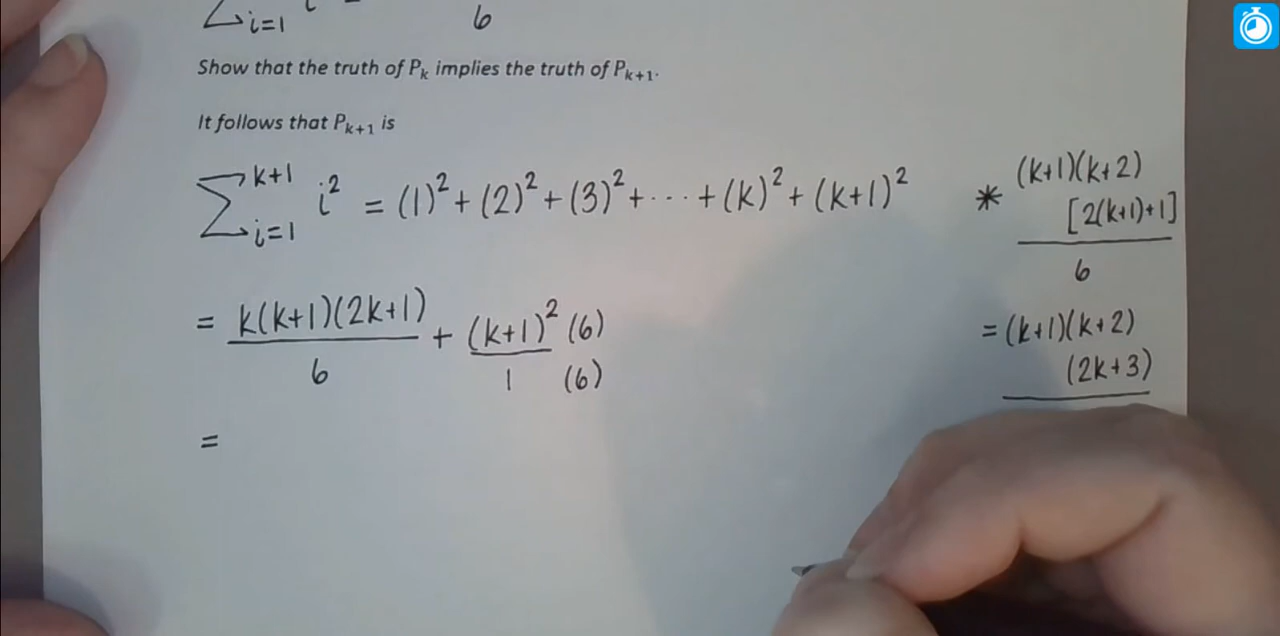 ∑i=1 i 6
Show that the truth of Pk implies the truth of Pk+1.
It follows that Pk+1 is
∑i=1^k+1 i² = (1)² + (2)² + (3)² + ··· + (k)² + (k+1)²
= k(k+1)(2k+1)/6 + (k+1)²/1 (6)/(6)
=
* (k+1)(k+2)
[2(k+1)+1]
6
= (k+1)(k+2)
(2k+3)